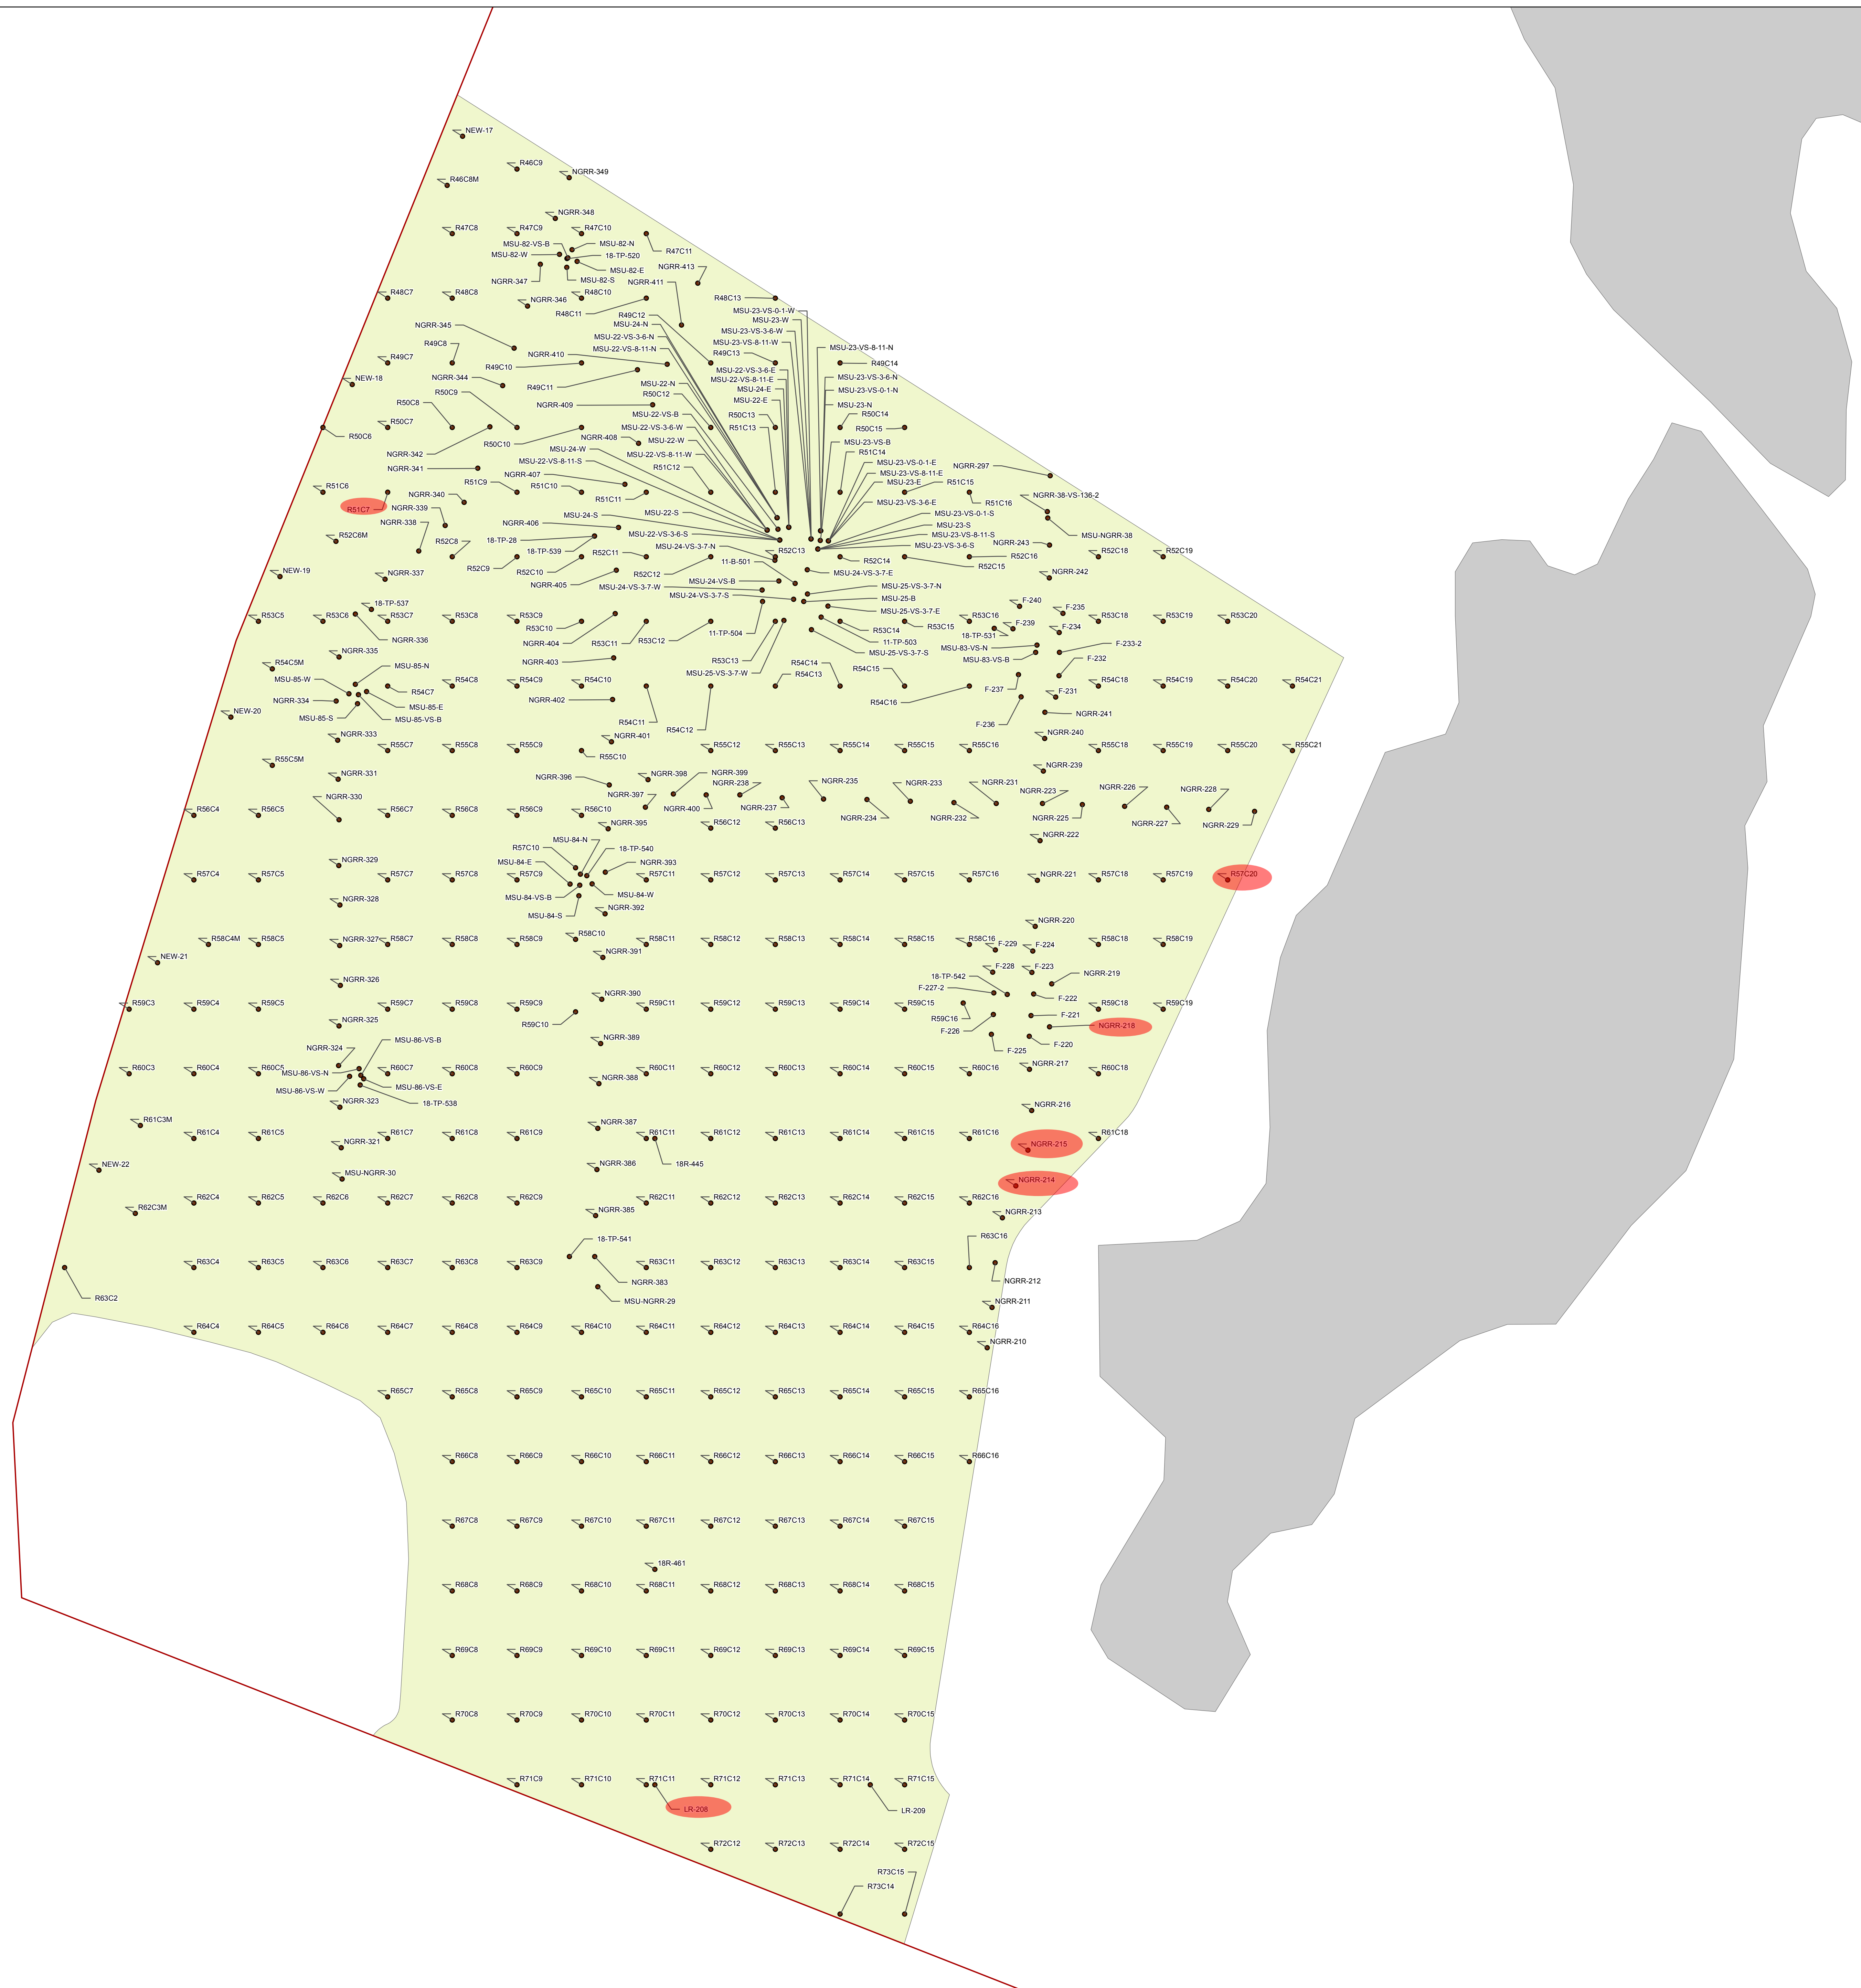 NEW-17
R46C9
NGRR-349
R46C8M
NGRR-348
R47C8
R47C9
R47C10
MSU-82-VS-B
MSU-82-N
R47C11
MSU-82-W
18-TP-520
NGRR-413
MSU-82-E
NGRR-347
MSU-82-S
NGRR-411
R48C7
R48C8
NGRR-346
R48C10
R48C13
R48C11
R49C12
MSU-23-VS-0-1-W
MSU-23-W
NGRR-345
MSU-24-N
MSU-23-VS-3-6-W
MSU-22-VS-3-6-N
R49C8
MSU-23-VS-8-11-W
MSU-22-VS-8-11-N
MSU-23-VS-8-11-N
R49C7
NGRR-410
R49C13
R49C10
R49C14
MSU-22-VS-3-6-E
NEW-18
NGRR-344
MSU-22-VS-8-11-E
MSU-23-VS-3-6-N
R49C11
MSU-22-N
MSU-24-E
MSU-23-VS-0-1-N
R50C9
R50C12
MSU-22-E
R50C8
NGRR-409
MSU-23-N
MSU-22-VS-B
R50C13
R50C14
R50C7
MSU-22-VS-3-6-W
R51C13
R50C15
R50C6
NGRR-408
MSU-22-W
MSU-23-VS-B
R50C10
MSU-24-W
R51C14
NGRR-342
MSU-22-VS-8-11-W
MSU-22-VS-8-11-S
MSU-23-VS-0-1-E
NGRR-341
R51C12
NGRR-297
NGRR-407
MSU-23-VS-8-11-E
R51C9
MSU-23-E
R51C6
R51C10
R51C15
NGRR-340
R51C11
NGRR-38-VS-136-2
R51C7
NGRR-339
MSU-23-VS-3-6-E
R51C16
MSU-24-S
MSU-22-S
MSU-23-VS-0-1-S
NGRR-338
NGRR-406
MSU-23-S
R52C6M
MSU-22-VS-3-6-S
MSU-23-VS-8-11-S
MSU-NGRR-38
R52C8
18-TP-28
MSU-24-VS-3-7-N
MSU-23-VS-3-6-S
NGRR-243
18-TP-539
R52C11
R52C13
R52C16
R52C18
R52C19
11-B-501
R52C14
R52C15
NEW-19
NGRR-337
R52C9
R52C10
R52C12
MSU-24-VS-3-7-E
NGRR-242
NGRR-405
MSU-24-VS-B
MSU-24-VS-3-7-W
MSU-25-VS-3-7-N
MSU-24-VS-3-7-S
MSU-25-B
18-TP-537
F-240
F-235
MSU-25-VS-3-7-E
R53C5
R53C6
R53C7
R53C8
R53C9
R53C16
R53C18
R53C19
R53C20
F-239
F-234
R53C10
R53C14
R53C15
11-TP-504
18-TP-531
NGRR-336
NGRR-404
R53C11
R53C12
11-TP-503
MSU-83-VS-N
F-233-2
NGRR-335
MSU-25-VS-3-7-S
MSU-83-VS-B
F-232
R54C5M
MSU-85-N
NGRR-403
R53C13
R54C14
R54C15
MSU-25-VS-3-7-W
R54C13
MSU-85-W
R54C8
R54C9
R54C10
R54C18
R54C19
R54C20
R54C21
R54C7
F-237
F-231
NGRR-334
NGRR-402
R54C16
MSU-85-E
NEW-20
MSU-85-S
MSU-85-VS-B
NGRR-241
R54C11
F-236
R54C12
NGRR-333
NGRR-401
NGRR-240
R55C7
R55C8
R55C9
R55C12
R55C13
R55C14
R55C15
R55C16
R55C18
R55C19
R55C20
R55C21
R55C10
R55C5M
NGRR-239
NGRR-331
NGRR-396
NGRR-398
NGRR-399
NGRR-238
NGRR-235
NGRR-233
NGRR-231
NGRR-223
NGRR-226
NGRR-228
NGRR-330
NGRR-397
R56C4
R56C5
R56C7
R56C8
R56C9
R56C10
NGRR-400
NGRR-237
NGRR-234
NGRR-232
NGRR-225
NGRR-227
NGRR-229
NGRR-395
R56C12
R56C13
NGRR-222
MSU-84-N
R57C10
18-TP-540
NGRR-329
MSU-84-E
NGRR-393
R57C4
R57C5
R57C7
R57C8
R57C9
R57C11
R57C12
R57C13
R57C14
R57C15
R57C16
NGRR-221
R57C18
R57C19
R57C20
NGRR-328
MSU-84-VS-B
MSU-84-W
NGRR-392
MSU-84-S
NGRR-220
R58C4M
R58C5
NGRR-327
R58C7
R58C8
R58C9
R58C10
R58C11
R58C12
R58C13
R58C14
R58C15
R58C16
F-229
F-224
R58C18
R58C19
NEW-21
NGRR-391
F-228
F-223
18-TP-542
NGRR-219
NGRR-326
F-227-2
NGRR-390
F-222
R59C3
R59C4
R59C5
R59C7
R59C8
R59C9
R59C11
R59C12
R59C13
R59C14
R59C15
R59C18
R59C19
NGRR-325
R59C10
R59C16
F-221
NGRR-218
F-226
NGRR-389
MSU-86-VS-B
F-225
F-220
NGRR-324
NGRR-217
R60C3
R60C4
R60C5
MSU-86-VS-N
R60C7
R60C8
R60C9
NGRR-388
R60C11
R60C12
R60C13
R60C14
R60C15
R60C16
R60C18
MSU-86-VS-W
MSU-86-VS-E
NGRR-323
18-TP-538
NGRR-216
R61C3M
NGRR-387
R61C4
R61C5
R61C7
R61C8
R61C9
R61C11
R61C12
R61C13
R61C14
R61C15
R61C16
R61C18
NGRR-321
NGRR-215
NEW-22
NGRR-386
18R-445
MSU-NGRR-30
NGRR-214
R62C4
R62C5
R62C6
R62C7
R62C8
R62C9
R62C11
R62C12
R62C13
R62C14
R62C15
R62C16
R62C3M
NGRR-385
NGRR-213
18-TP-541
R63C16
R63C4
R63C5
R63C6
R63C7
R63C8
R63C9
R63C11
R63C12
R63C13
R63C14
R63C15
NGRR-383
NGRR-212
R63C2
MSU-NGRR-29
NGRR-211
R64C4
R64C5
R64C6
R64C7
R64C8
R64C9
R64C10
R64C11
R64C12
R64C13
R64C14
R64C15
R64C16
NGRR-210
R65C7
R65C8
R65C9
R65C10
R65C11
R65C12
R65C13
R65C14
R65C15
R65C16
R66C8
R66C9
R66C10
R66C11
R66C12
R66C13
R66C14
R66C15
R66C16
R67C8
R67C9
R67C10
R67C11
R67C12
R67C13
R67C14
R67C15
18R-461
R68C8
R68C9
R68C10
R68C11
R68C12
R68C13
R68C14
R68C15
R69C8
R69C9
R69C10
R69C11
R69C12
R69C13
R69C14
R69C15
R70C8
R70C9
R70C10
R70C11
R70C12
R70C13
R70C14
R70C15
R71C9
R71C10
R71C11
R71C12
R71C13
R71C14
R71C15
LR-208
LR-209
R72C12
R72C13
R72C14
R72C15
R73C15
R73C14